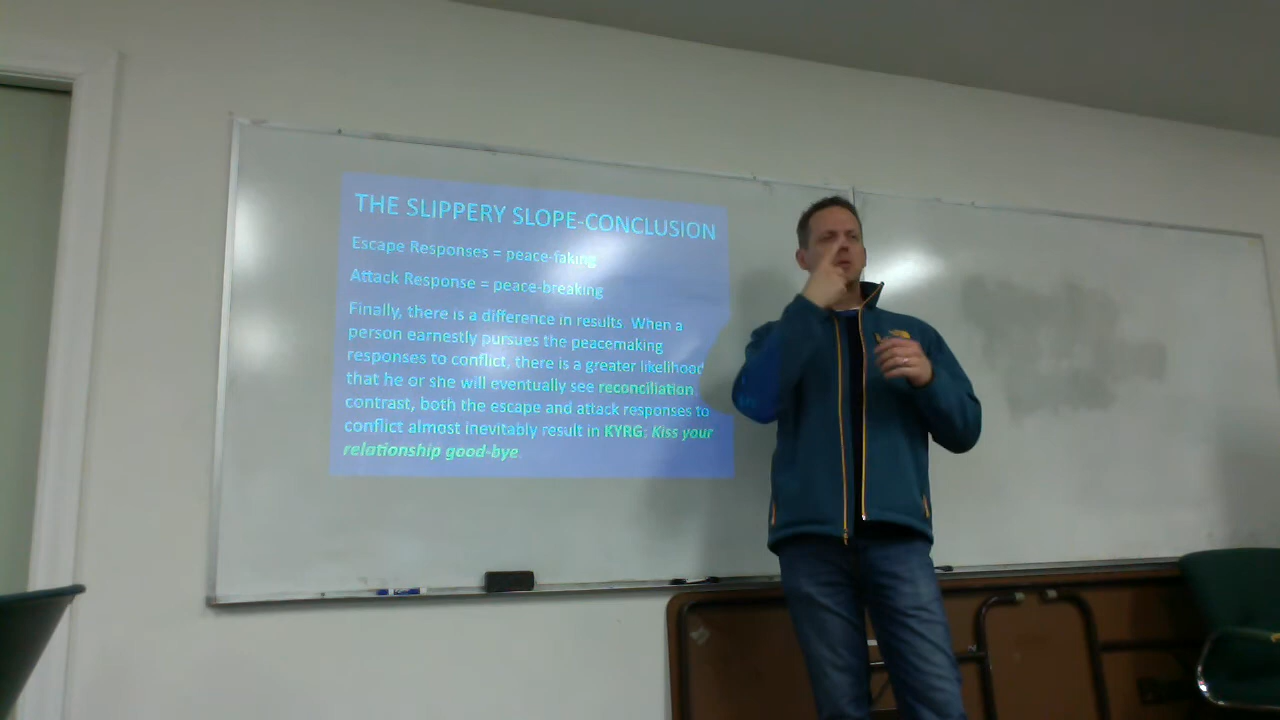 THE SLIPPERY SLOPE-CONCLUSION
Escape Responses = peace-faking
Attack Response = peace-breaking
Finally, there is a difference in results. When a
person earnestly pursues the peacemaking
responses to conflict, there is a greater likelihood
that he or she will eventually see reconciliation.
contrast, both the escape and attack responses to
conflict almost inevitably result in KYRG: Kiss your
relationship good-bye.